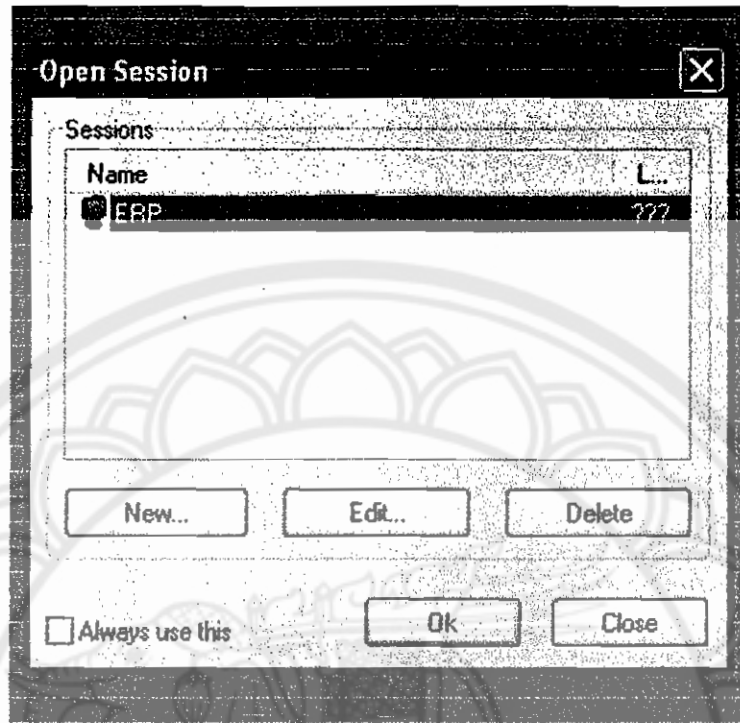 Open Session
Sessions
Name L...
ERP ???
New... Edit... Delete
Always use this Ok Close